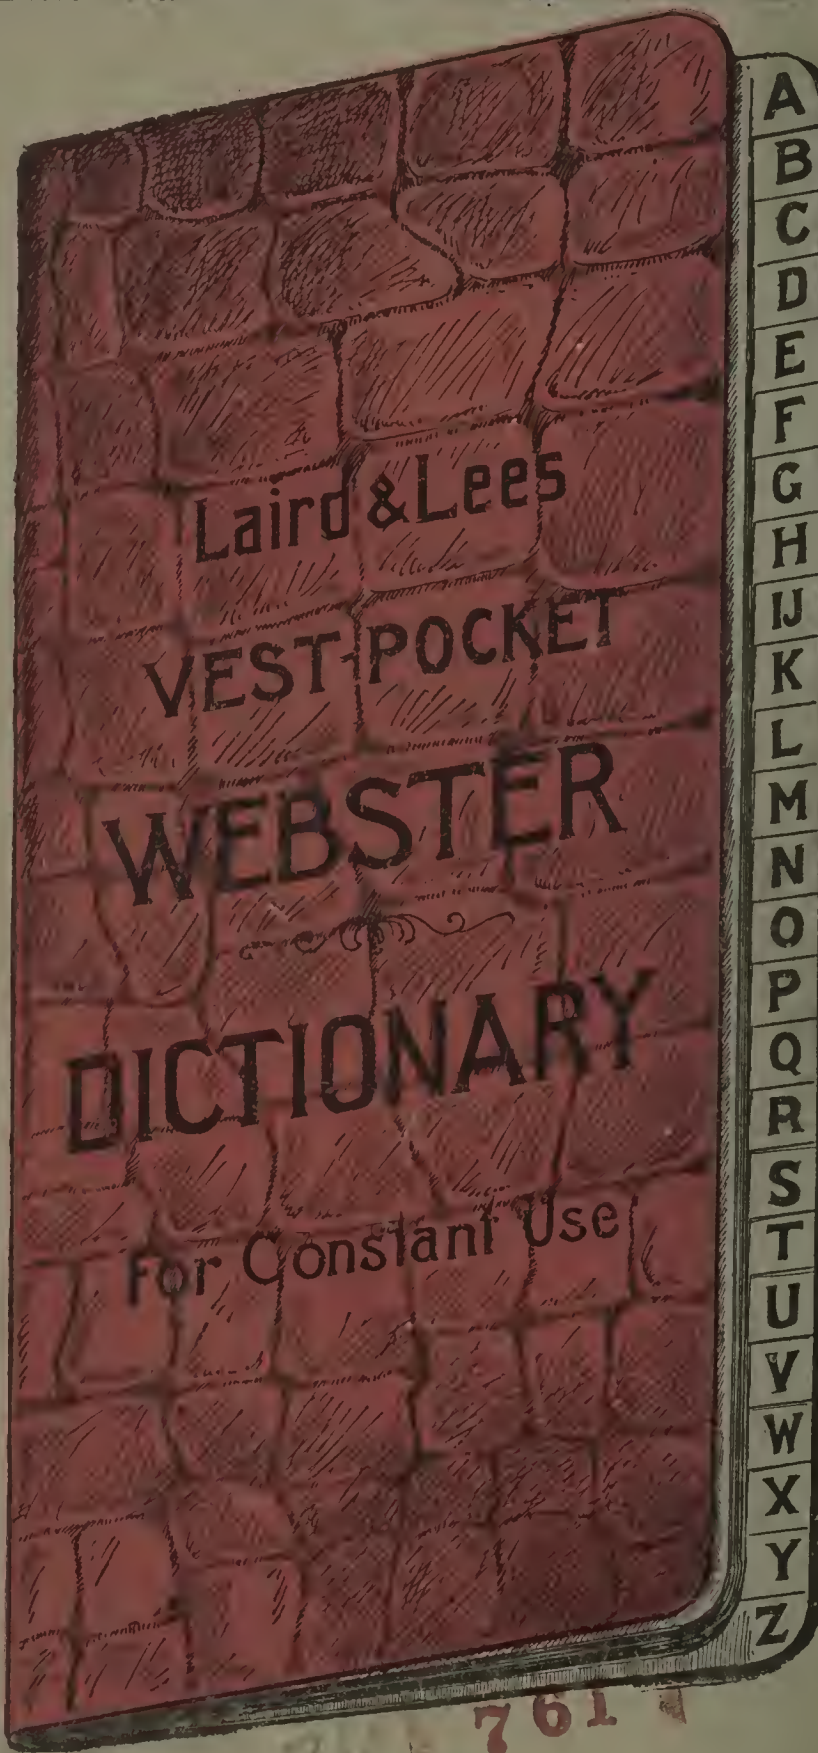 Laird & Lees
VEST-POCKET
WEBSTER
DICTIONARY
For Constant Use
A
B
C
D
E
F
G
H
IJ
K
L
M
N
O
P
Q
R
S
T
U
V
W
X
Y
Z
761